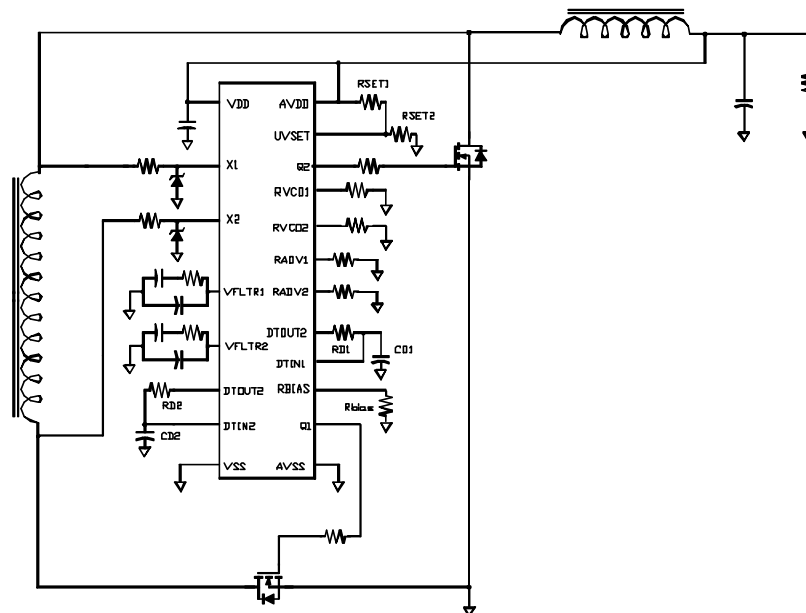 RSET1
RSET2
VDD
AVDD
UVSET
X1
Q2
RVCO1
X2
RVCO2
RADV1
VFLTR1
RADV2
DTOUT2
RD1
CD1
VFLTR2
DTIN1
DTOUT2
RBIAS
RD2
Rbias
DTIN2
Q1
CD2
VSS
AVSS